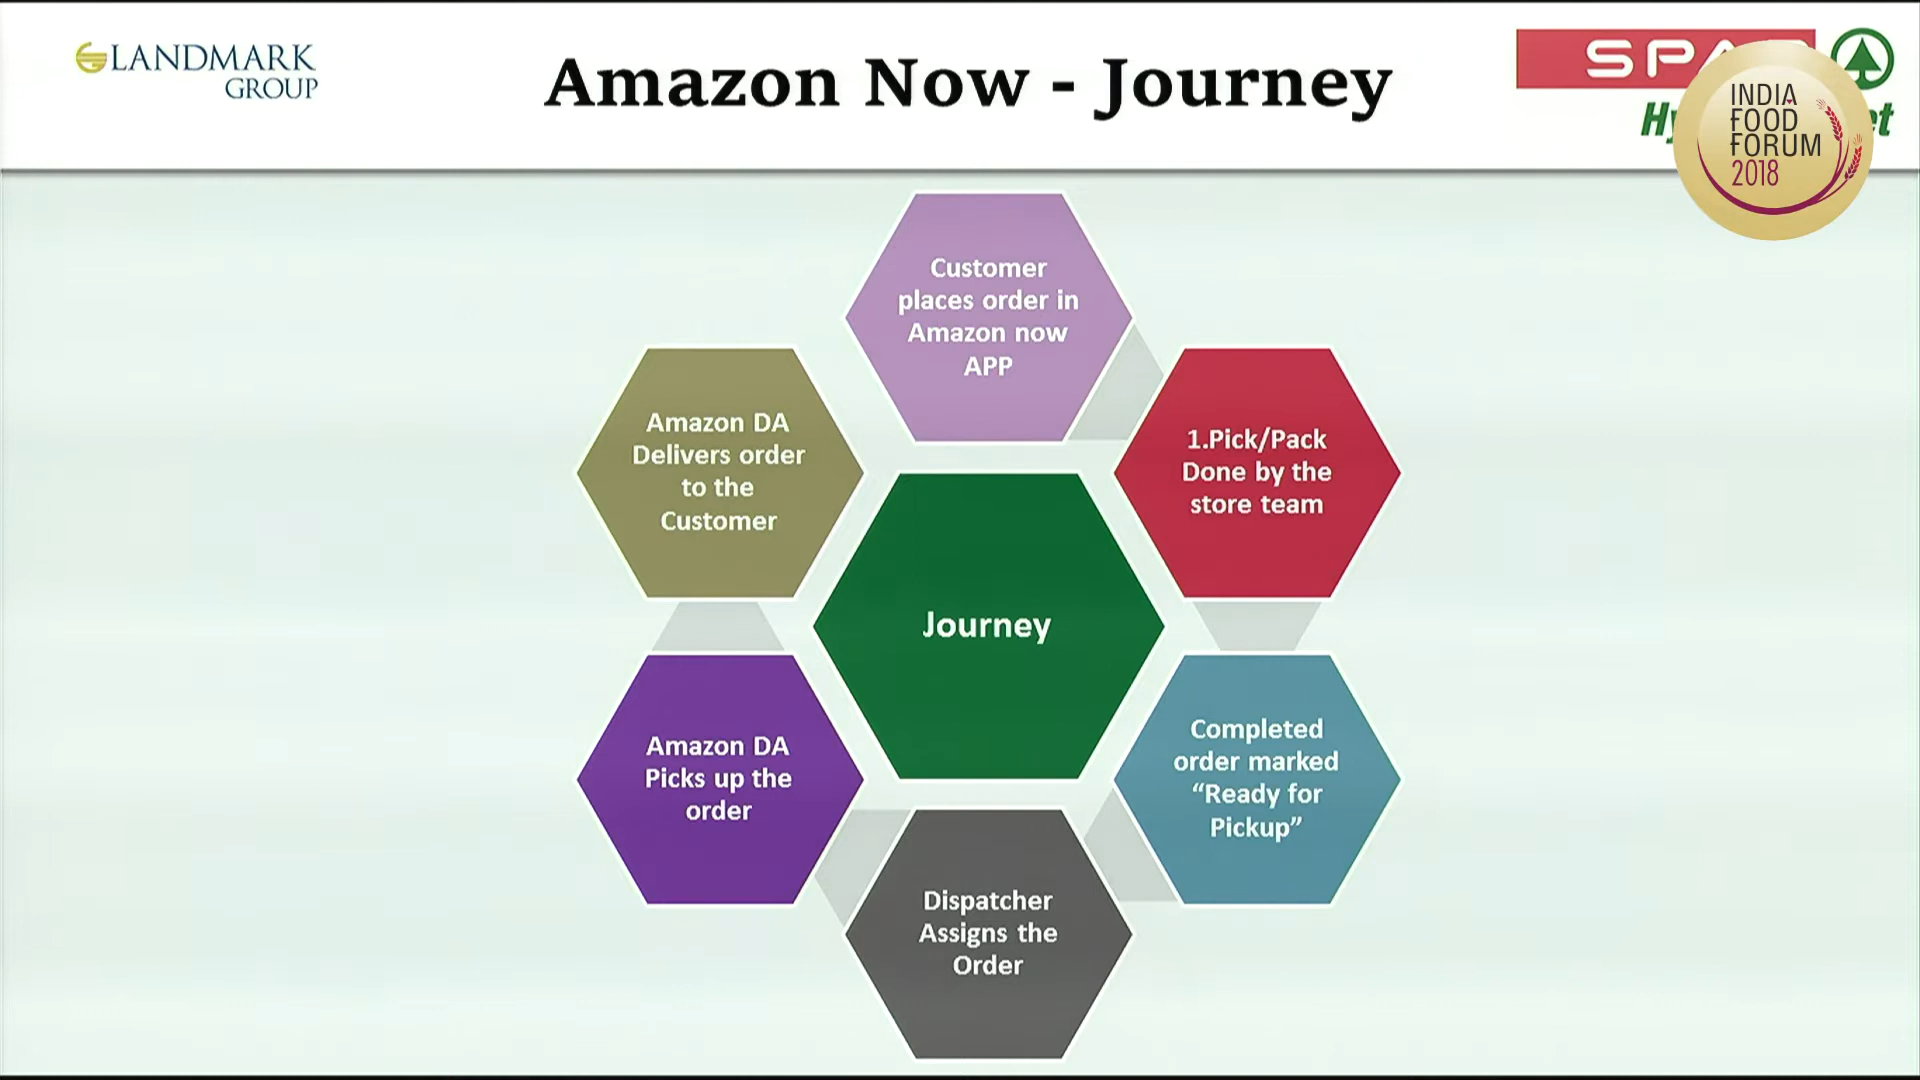 LANDMARK
GROUP
Amazon Now - Journey
INDIA
FOOD
FORUM
2018
Customer
places order in
Amazon now
APP
1.Pick/Pack
Done by the
store team
Completed
order marked
“Ready for
Pickup”
Dispatcher
Assigns the
Order
Amazon DA
Picks up the
order
Amazon DA
Delivers order
to the
Customer
Journey